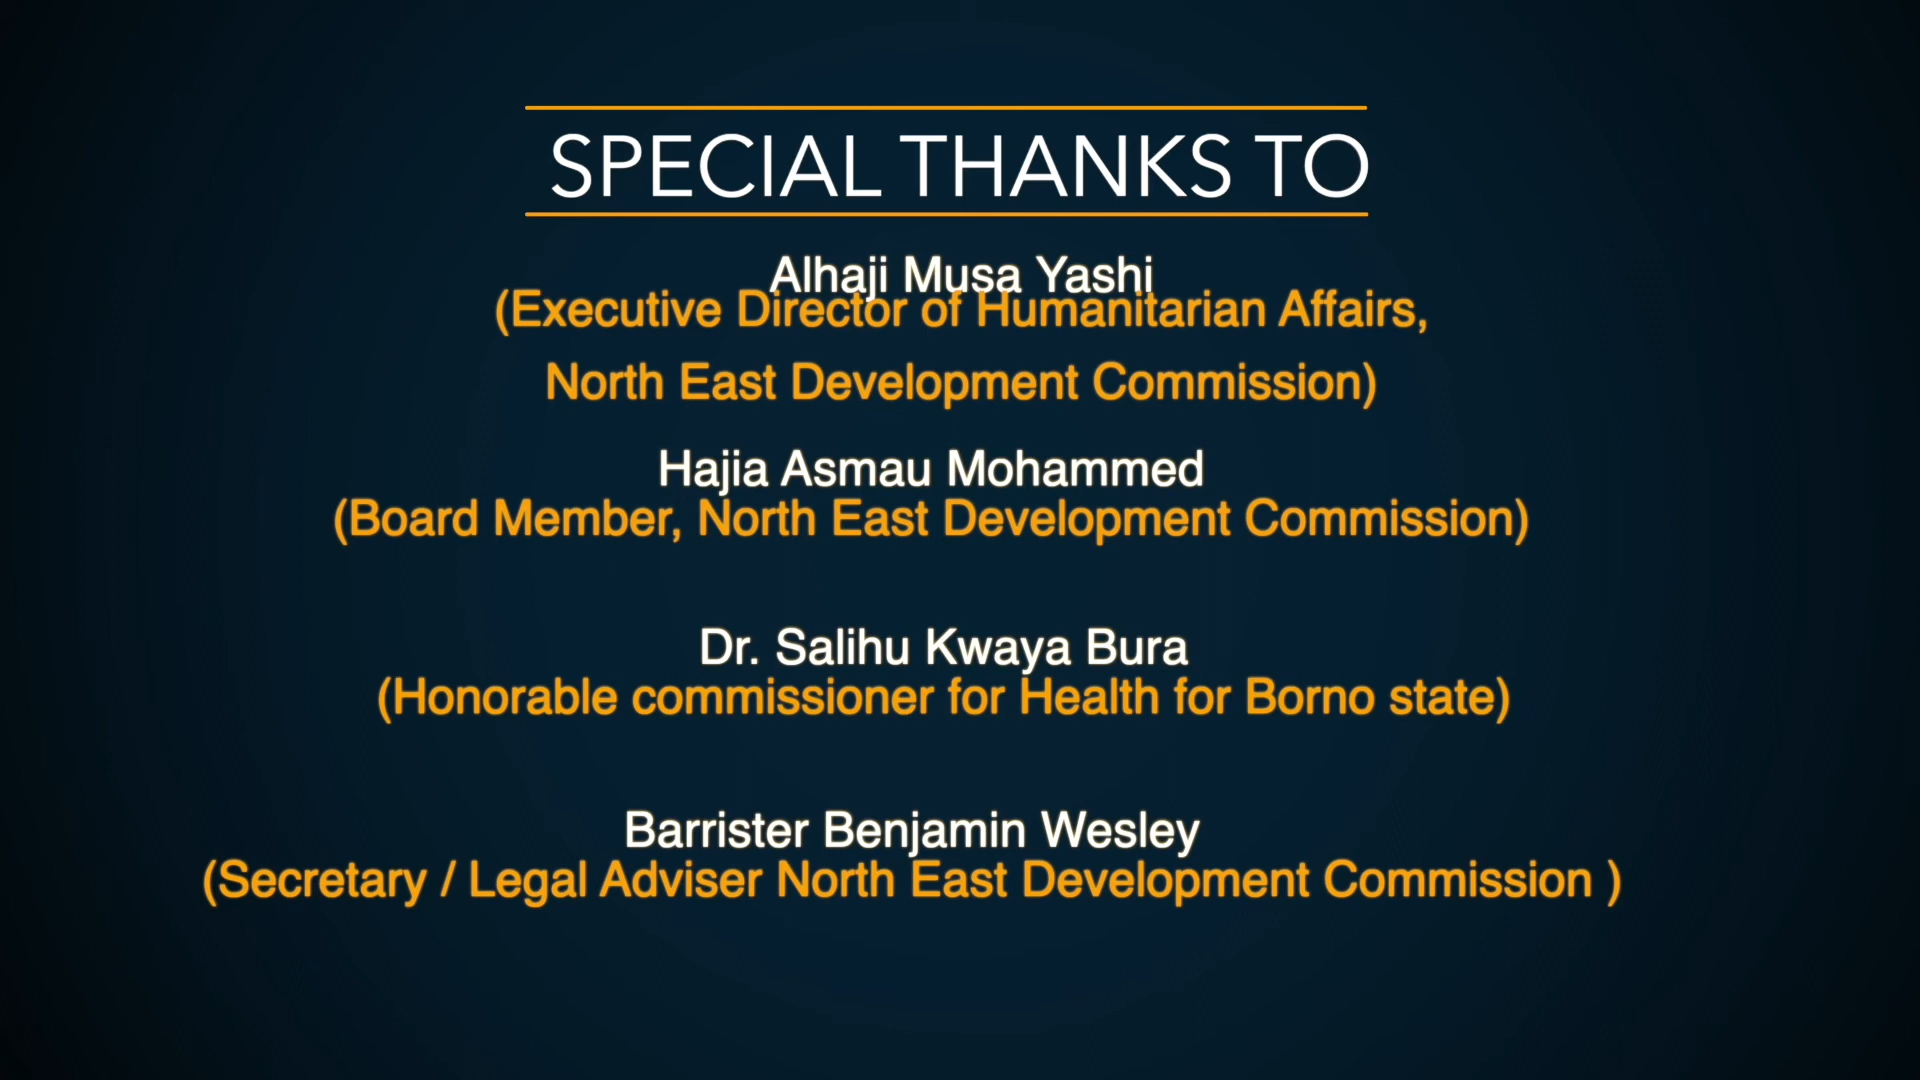 SPECIAL THANKS TO
Alhaji Musa Yashi
(Executive Director of Humanitarian Affairs,
North East Development Commission)
Hajia Asmau Mohammed
(Board Member, North East Development Commission)
Dr. Salihu Kwaya Bura
(Honorable commissioner for Health for Borno state)
Barrister Benjamin Wesley
(Secretary / Legal Adviser North East Development Commission )